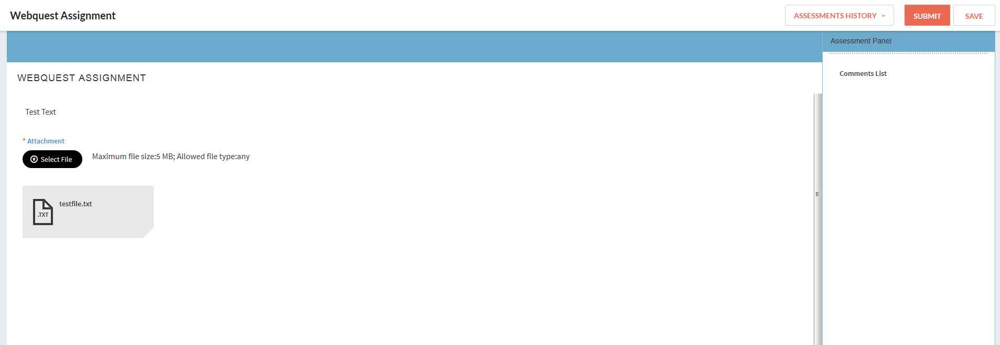 Webquest Assignment
ASSESSMENTS HISTORY
SUBMIT
SAVE
Assessment Panel
WEBQUEST ASSIGNMENT
Comments List
Test Text
* Attachment
Select File
Maximum file size:5 MB; Allowed file type:any
testfile.txt
.TXT